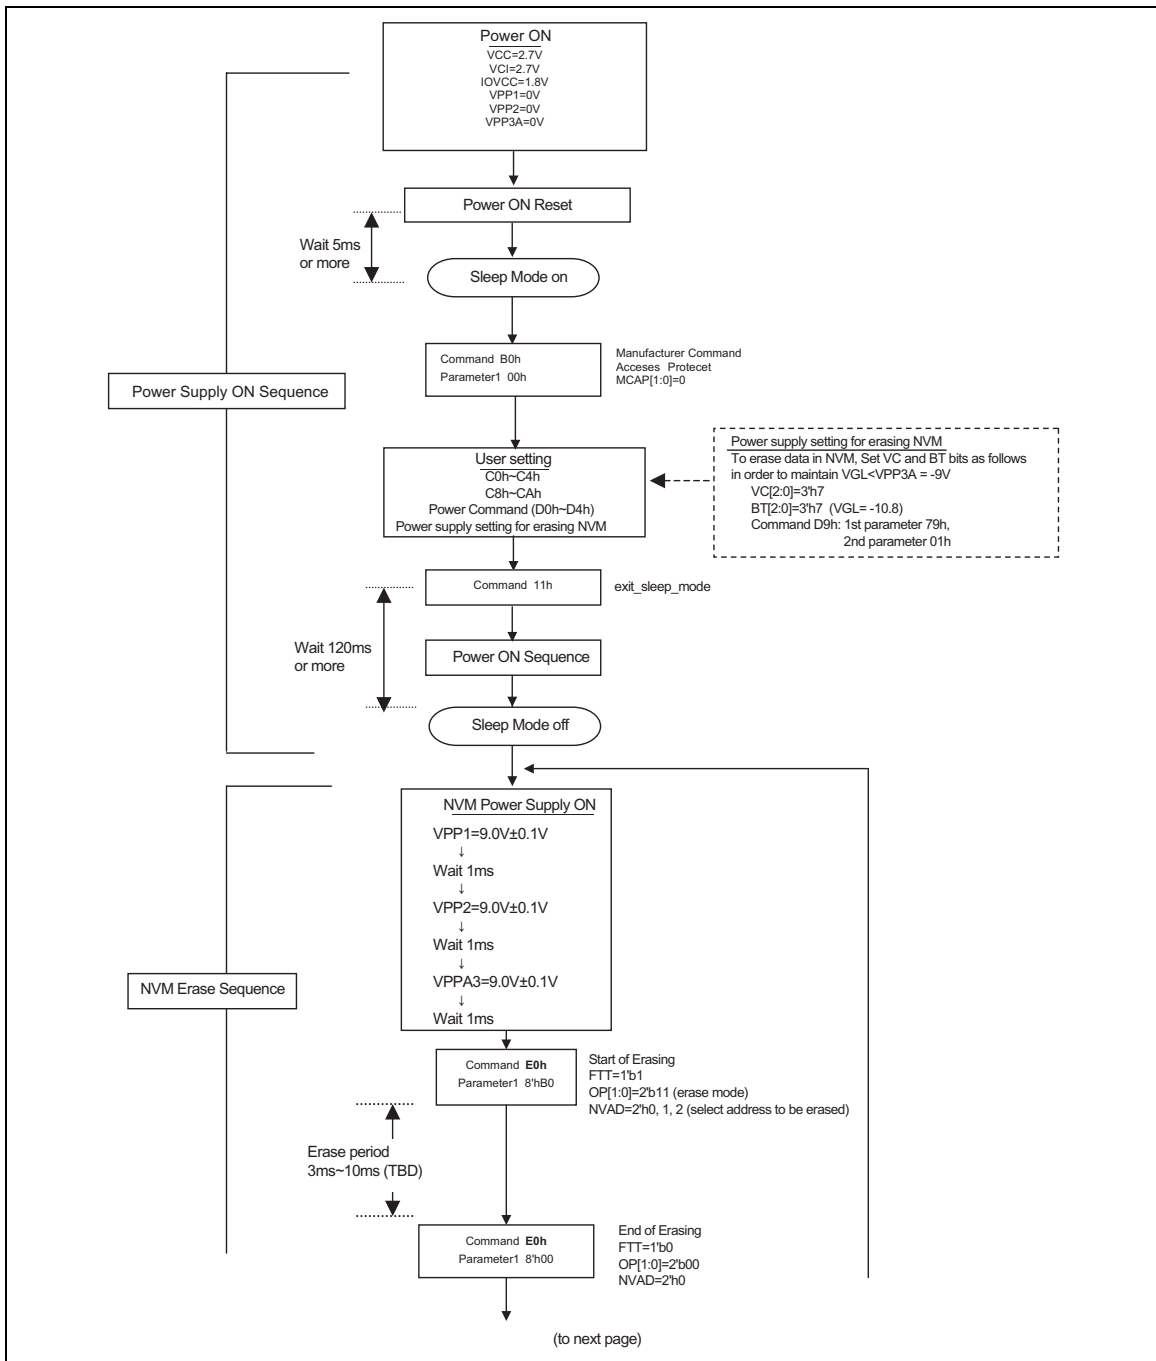 Power ON
VCC=2.7V
VCI=2.7V
IOVCC=1.8V
VPP1=0V
VPP2=0V
VPP3A=0V
Power ON Reset
Wait 5ms
or more
Sleep Mode on
Command B0h
Parameter1 00h
Manufacturer Command
Acceses Protecet
MCAP[1:0]=0
Power Supply ON Sequence
User setting
C0h~C4h
C8h~CAh
Power Command (D0h~D4h)
Power supply setting for erasing NVM
Power supply setting for erasing NVM
To erase data in NVM, Set VC and BT bits as follows
in order to maintain VGL<VPP3A = -9V
VC[2:0]=3'h7
BT[2:0]=3'h7 (VGL= -10.8)
Command D9h: 1st parameter 79h,
2nd parameter 01h
Command 11h
exit_sleep_mode
Wait 120ms
or more
Power ON Sequence
Sleep Mode off
NVM Power Supply ON
VPP1=9.0V±0.1V
↓
Wait 1ms
↓
VPP2=9.0V±0.1V
↓
Wait 1ms
↓
VPPA3=9.0V±0.1V
↓
Wait 1ms
NVM Erase Sequence
Command E0h
Parameter1 8'hB0
Start of Erasing
FTT=1'b1
OP[1:0]=2'b11 (erase mode)
NVAD=2'h0, 1, 2 (select address to be erased)
Erase period
3ms~10ms (TBD)
Command E0h
Parameter1 8'h00
End of Erasing
FTT=1'b0
OP[1:0]=2'b00
NVAD=2'h0
(to next page)